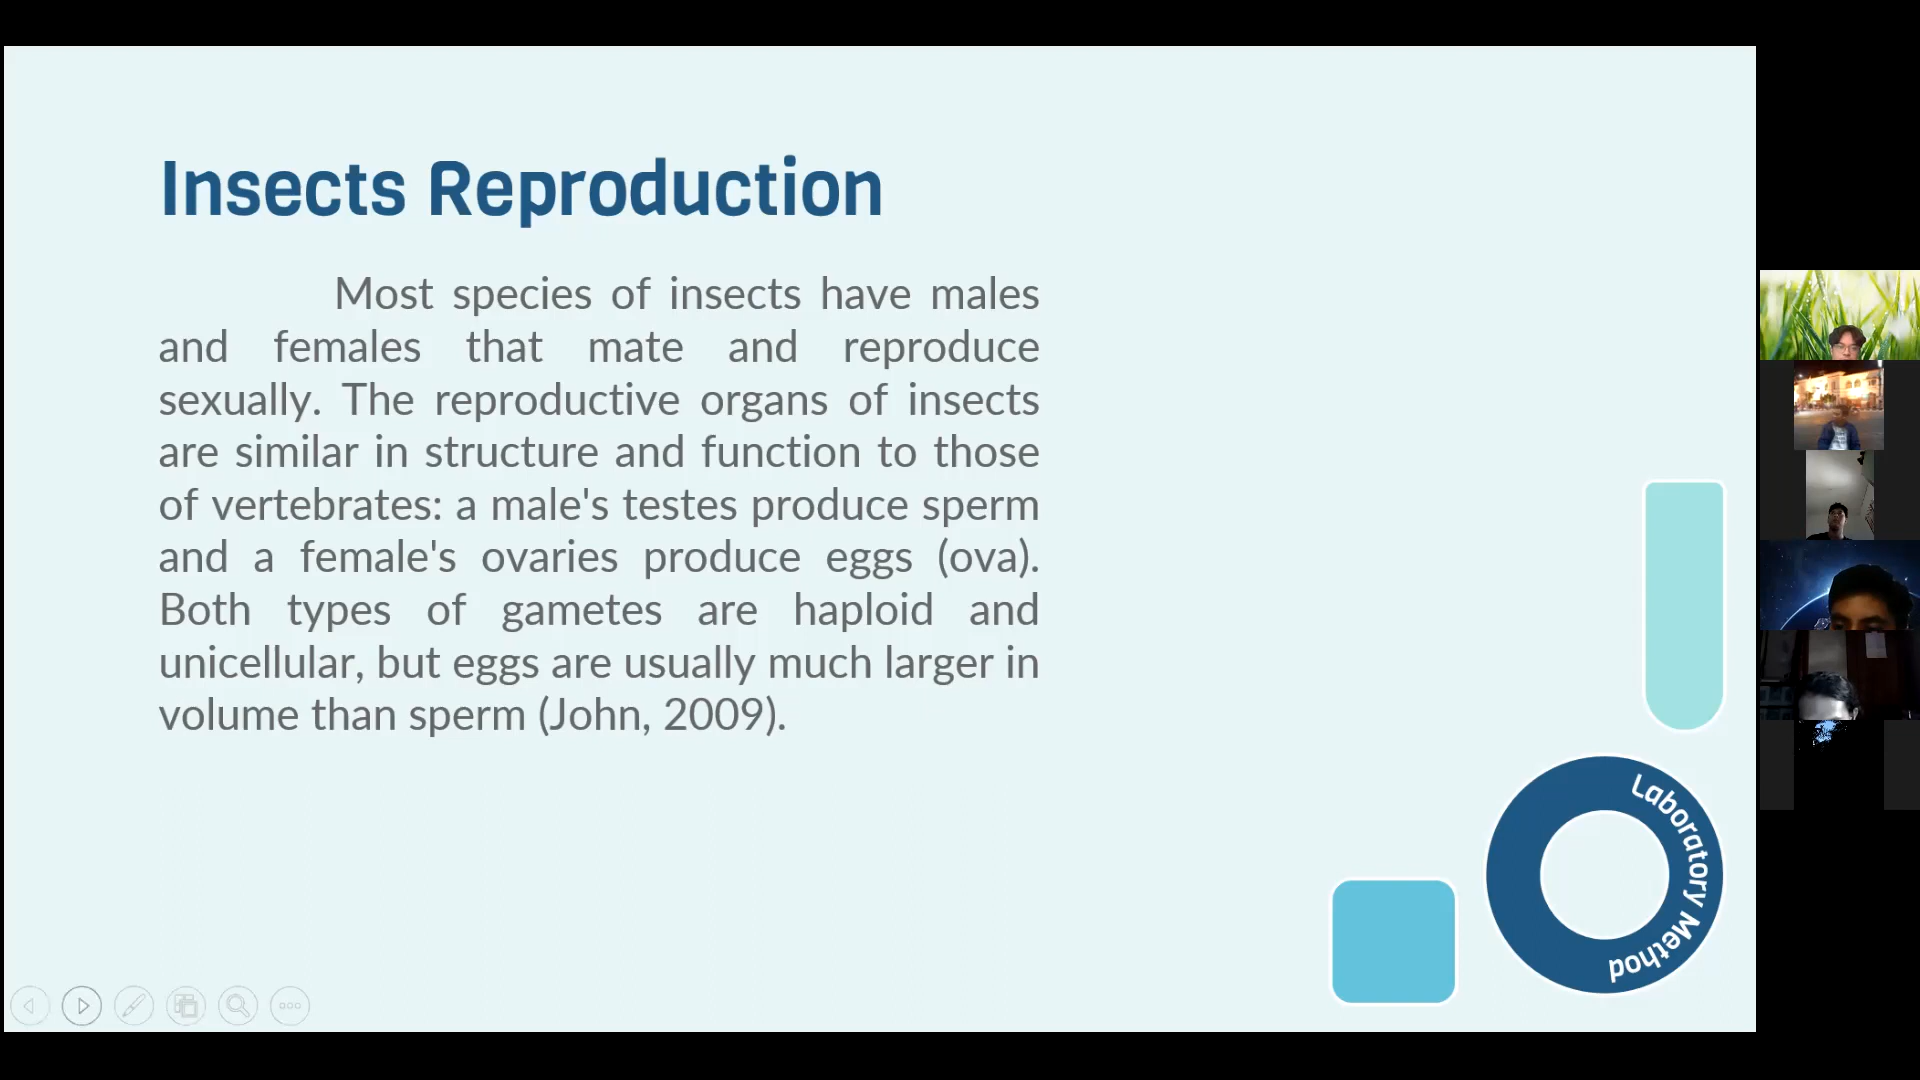 Insects Reproduction
Most species of insects have males
and females that mate and reproduce
sexually. The reproductive organs of insects
are similar in structure and function to those
of vertebrates: a male's testes produce sperm
and a female's ovaries produce eggs (ova).
Both types of gametes are haploid and
unicellular, but eggs are usually much larger in
volume than sperm (John, 2009).
Laboratory Method